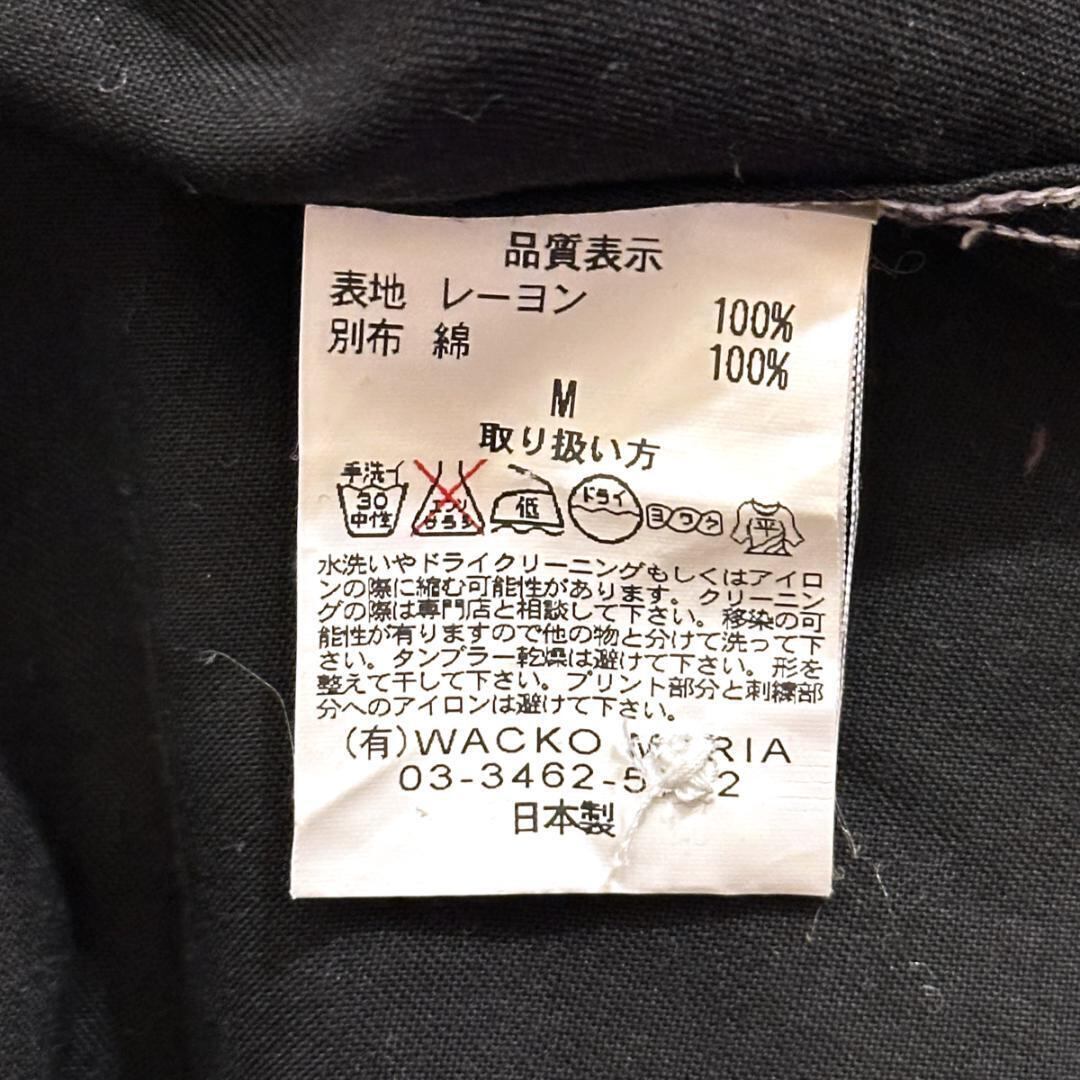 品質表示
表地 レーヨン 100%
別布 綿 100%
M
取り扱い方
手洗イ 30 中性
エンソ サラシ
低
ドライ
ヨワク
平
水洗いやドライクリーニングもしくはアイロ
ンの際に縮む可能性があります。クリーニン
グの際は専門店と相談して下さい。移染の可
能性が有りますので他の物と分けて洗って下
さい。タンブラー乾燥は避けて下さい。形を
整えて干して下さい。プリント部分と刺繍部
分へのアイロンは避けて下さい。
(有)WACKO
日本製